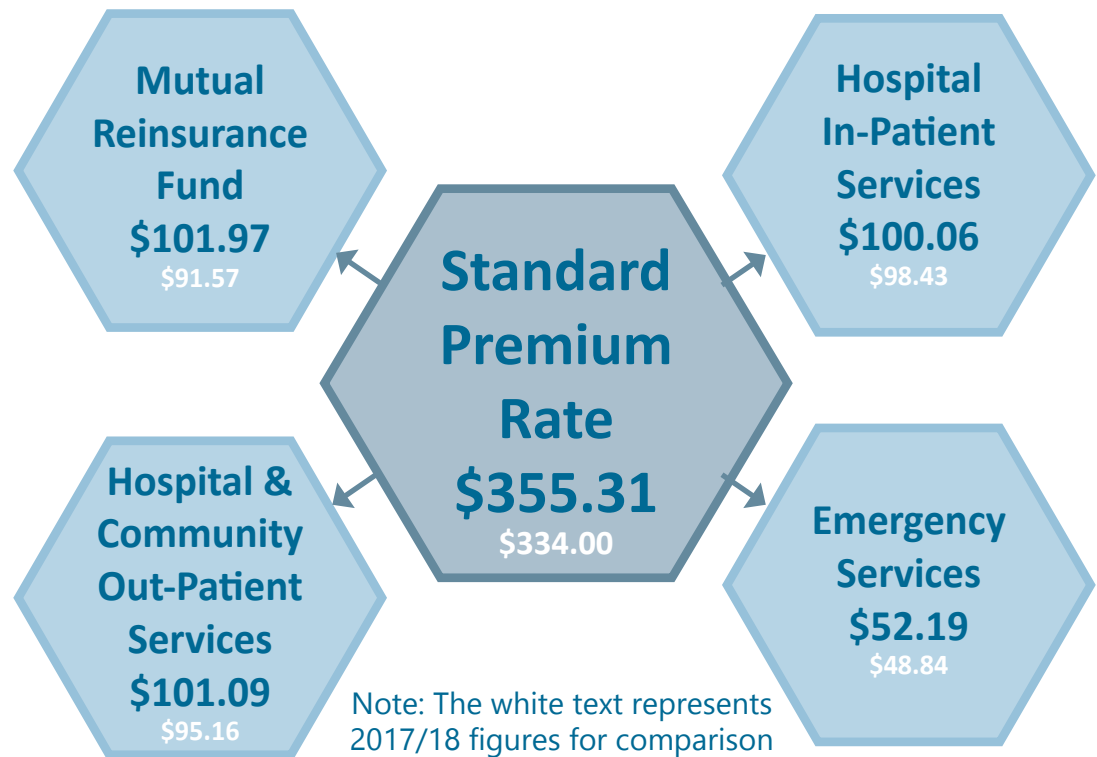 Mutual
Reinsurance
Fund
$101.97
$91.57
Hospital
In-Patient
Services
$100.06
$98.43
Standard
Premium
Rate
$355.31
$334.00
Hospital &
Community
Out-Patient
Services
$101.09
$95.16
Emergency
Services
$52.19
$48.84
Note: The white text represents
2017/18 figures for comparison